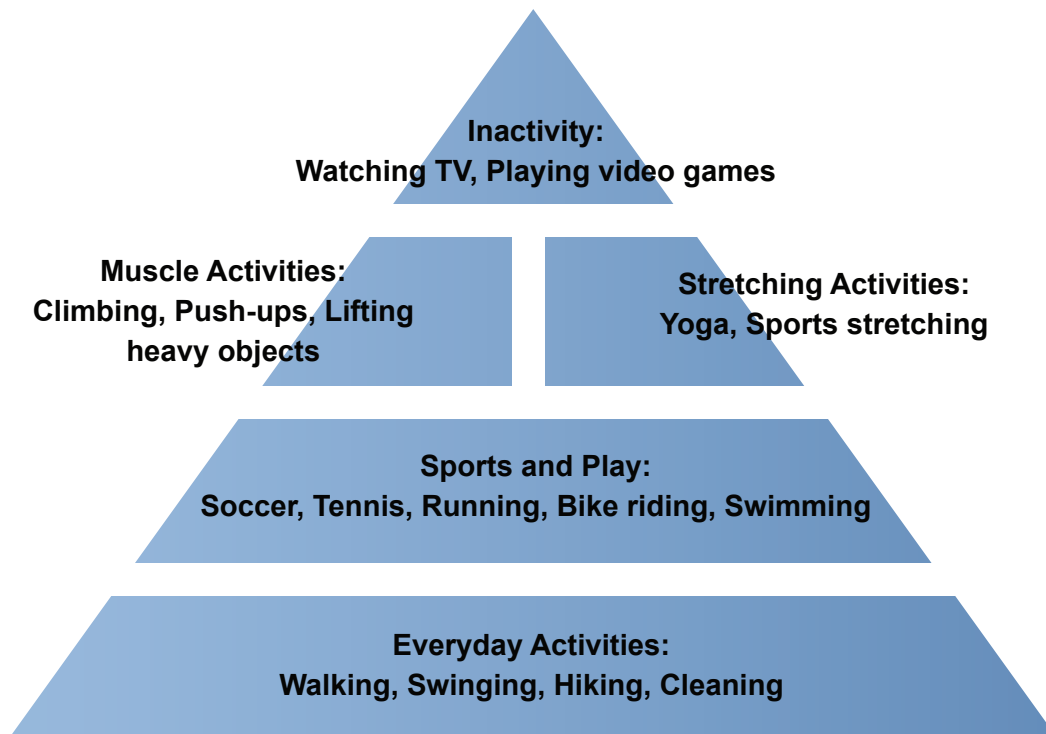 Inactivity:
Watching TV, Playing video games
Muscle Activities:
Climbing, Push-ups, Lifting
heavy objects
Stretching Activities:
Yoga, Sports stretching
Sports and Play:
Soccer, Tennis, Running, Bike riding, Swimming
Everyday Activities:
Walking, Swinging, Hiking, Cleaning